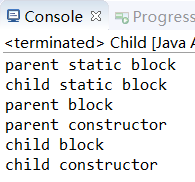 Console Progress
<terminated> Child [Java A
parent static block
child static block
parent block
parent constructor
child block
child constructor